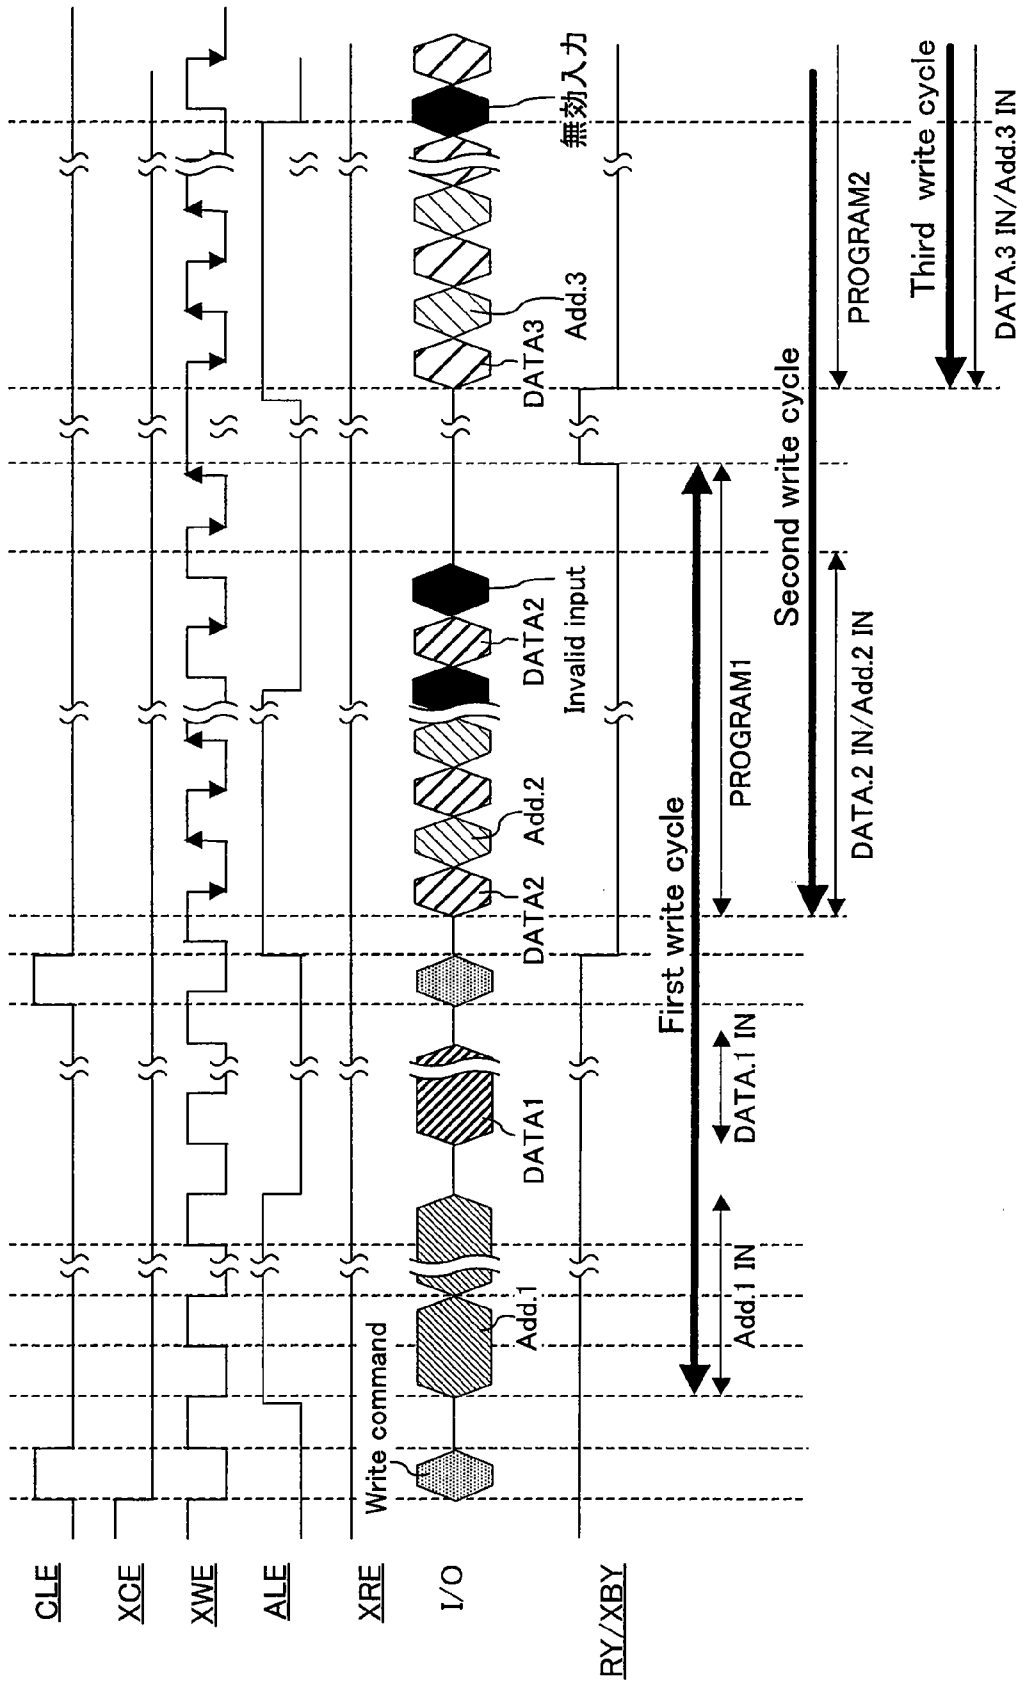 CLE
XCE
XWE
ALE
XRE
I/O
RY/XBY
Write command
Add.1
DATA1
DATA2
Add.2
DATA2
Invalid input
DATA3
Add.3
無効入力
First write cycle
Add.1 IN
DATA.1 IN
PROGRAM1
Second write cycle
DATA.2 IN/Add.2 IN
PROGRAM2
Third write cycle
DATA.3 IN/Add.3 IN